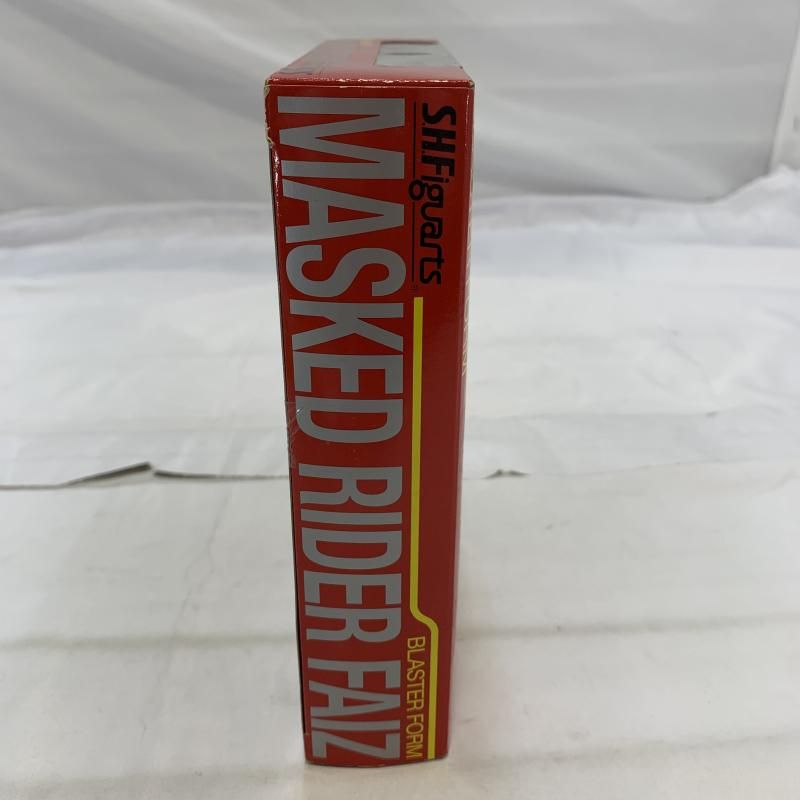 S.H.Figuarts
MASKED RIDER FAIZ
BLASTER FORM